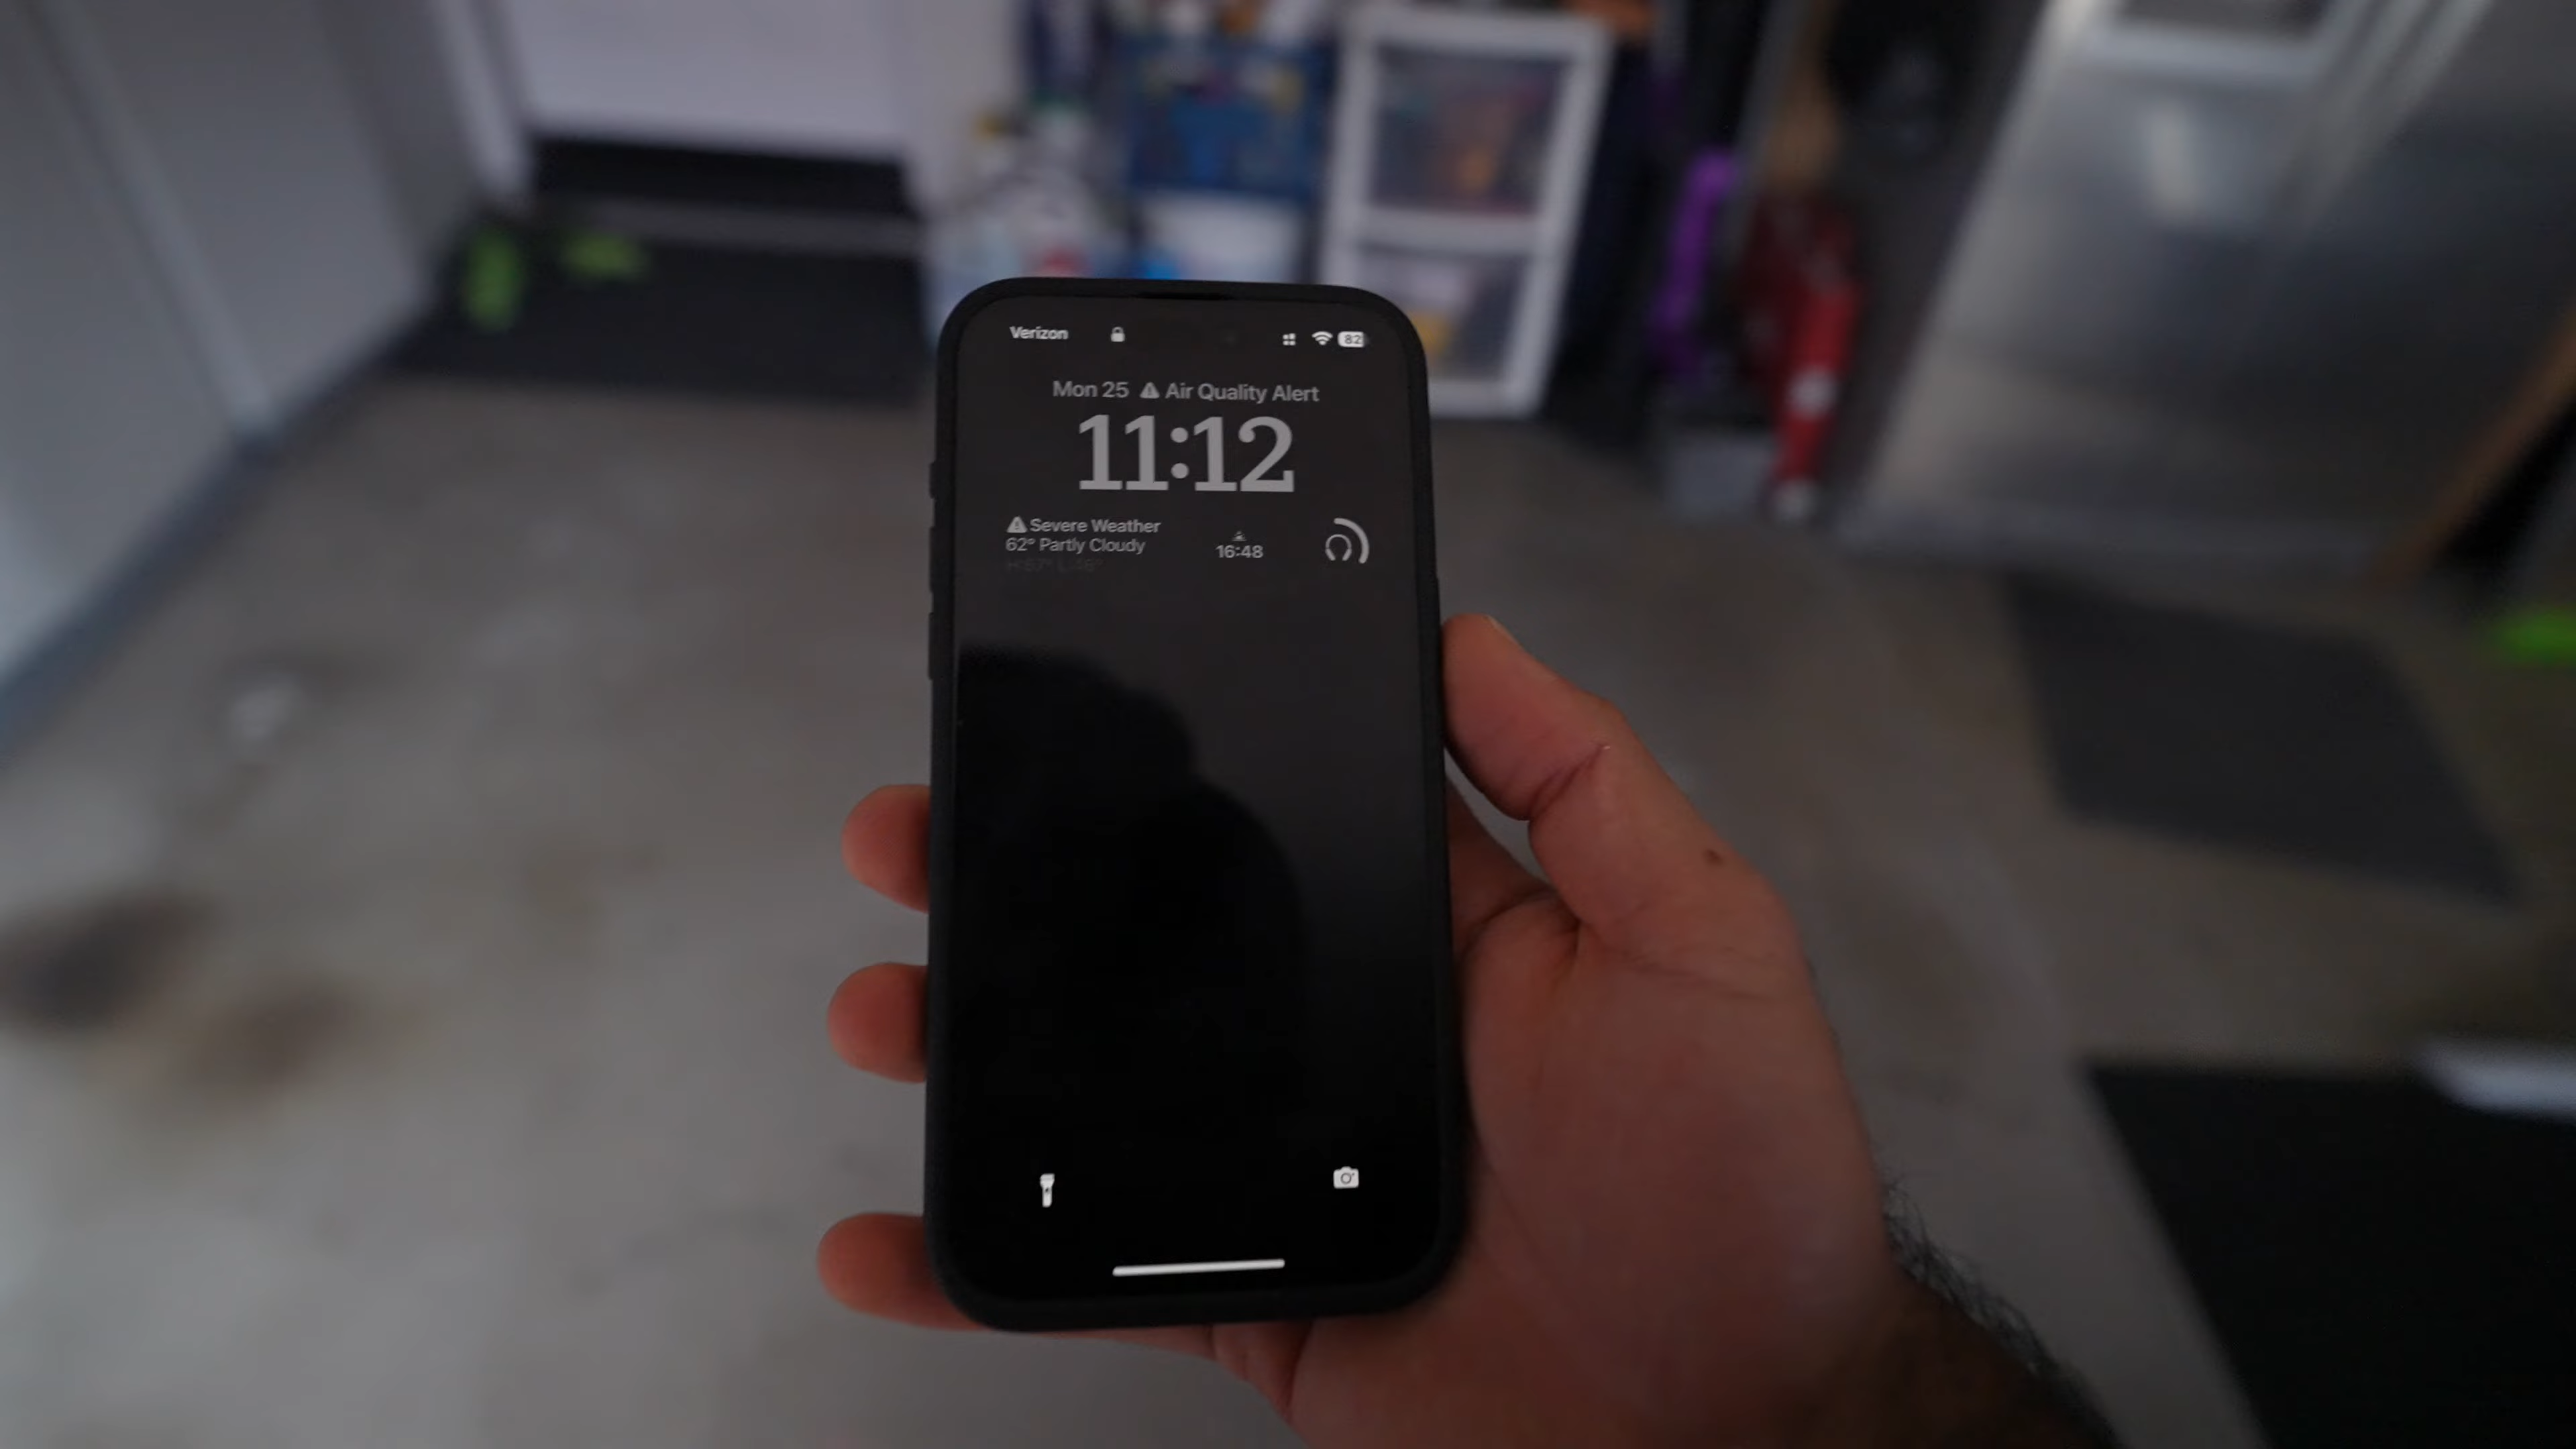 Verizon 82
Mon 25 Air Quality Alert
11:12
Severe Weather
62° Partly Cloudy
16:48